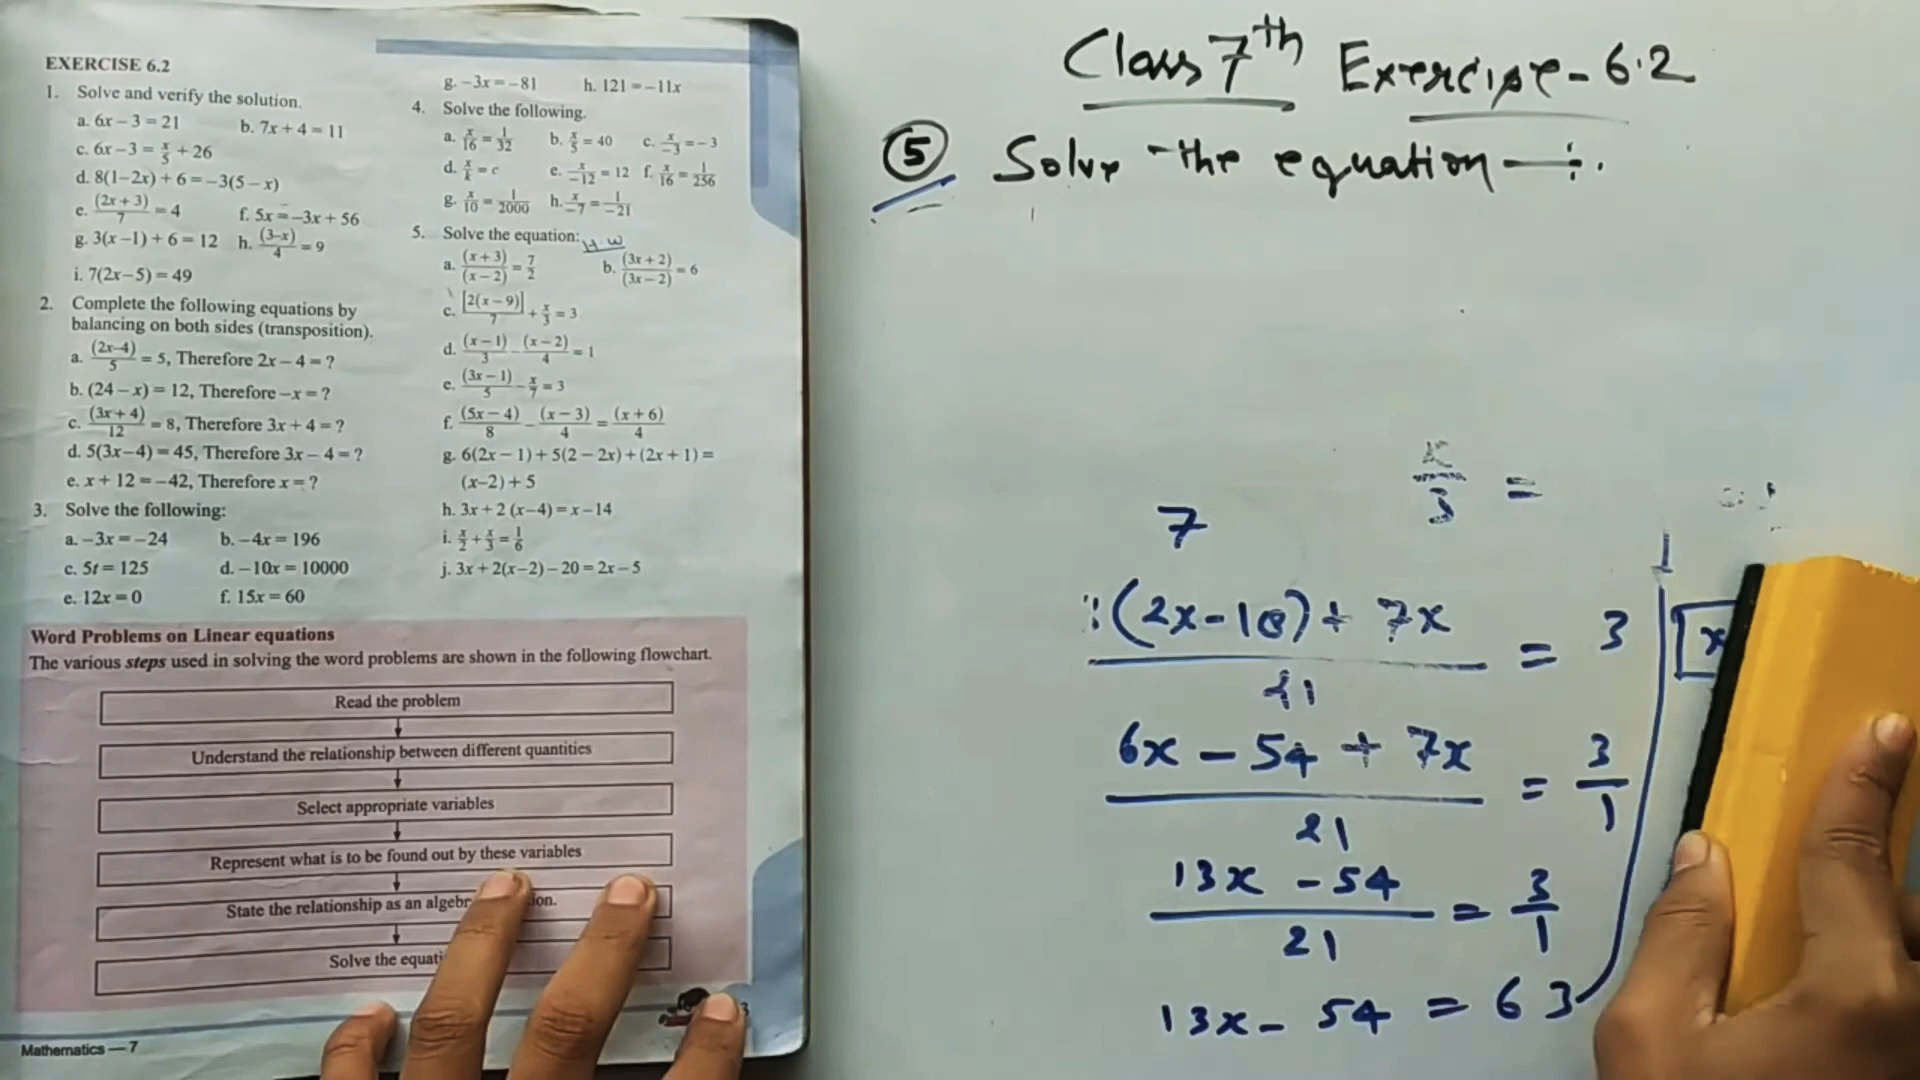 EXERCISE 6.2
1. Solve and verify the solution.
a. 6x – 3 = 21 b. 7x + 4 = 11
c. 6x – 3 = x/5 + 26
d. 8(1–2x) + 6 = –3(5 – x)
e. (2x + 3)/7 = 4 f. 5x = –3x + 56
g. 3(x –1) + 6 = 12 h. (3–x)/4 = 9
i. 7(2x–5) = 49
2. Complete the following equations by
balancing on both sides (transposition).
a. (2x–4)/5 = 5, Therefore 2x – 4 = ?
b. (24 – x) = 12, Therefore –x = ?
c. (3x + 4)/12 = 8, Therefore 3x + 4 = ?
d. 5(3x–4) = 45, Therefore 3x – 4 = ?
e. x + 12 = –42, Therefore x = ?
3. Solve the following:
a. –3x = –24 b. –4x = 196
c. 5t = 125 d. –10x = 10000
e. 12x = 0 f. 15x = 60
g. –3x = –81 h. 121 = –11x
4. Solve the following.
a. x/16 = 1/32 b. x/5 = 40 c. x/–3 = –3
d. x/k = c e. x/–12 = 12 f. x/16 = 1/256
g. x/10 = 1/2000 h. x/–7 = 1/–21
5. Solve the equation: H.W
a. (x + 3)/(x – 2) = 7/2 b. (3x + 2)/(3x – 2) = 6
c. [2(x – 9)]/7 + x/3 = 3
d. (x – 1)/3 – (x – 2)/4 = 1
e. (3x – 1)/5 – x/7 = 3
f. (5x – 4)/8 – (x – 3)/4 = (x + 6)/4
g. 6(2x – 1) + 5(2 – 2x) + (2x + 1) =
(x–2) + 5
h. 3x + 2 (x–4) = x – 14
i. x/2 + x/3 = 1/6
j. 3x + 2(x–2) – 20 = 2x – 5
Word Problems on Linear equations
The various steps used in solving the word problems are shown in the following flowchart.
Read the problem
Understand the relationship between different quantities
Select appropriate variables
Represent what is to be found out by these variables
State the relationship as an
Solve the
Mathematics — 7
Class 7th Exercise - 6.2
5 Solve the equation —:.
7
x/3 =
(2x - 18) + 7x / 21 = 3
6x - 54 + 7x / 21 = 3/1
13x - 54 / 21 = 3/1
13x - 54 = 63